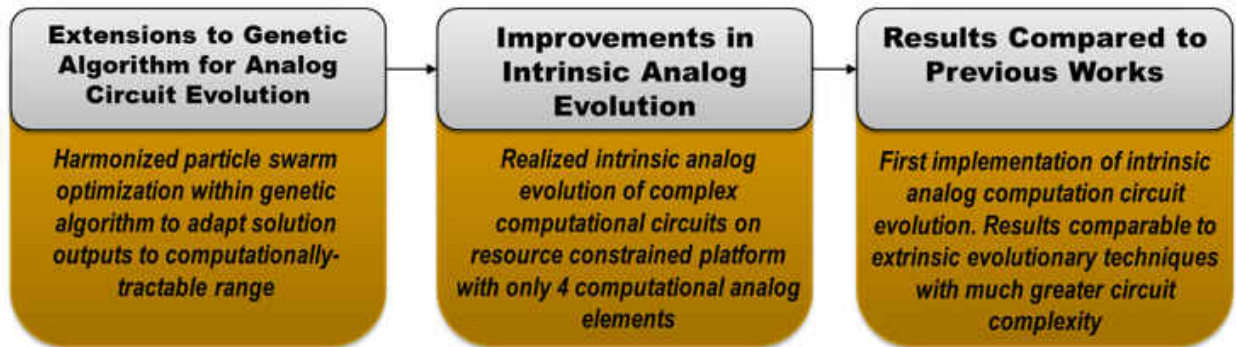 Extensions to Genetic
Algorithm for Analog
Circuit Evolution
Harmonized particle swarm
optimization within genetic
algorithm to adapt solution
outputs to computationally-
tractable range
Improvements in
Intrinsic Analog
Evolution
Realized intrinsic analog
evolution of complex
computational circuits on
resource constrained platform
with only 4 computational analog
elements
Results Compared to
Previous Works
First implementation of intrinsic
analog computation circuit
evolution. Results comparable to
extrinsic evolutionary techniques
with much greater circuit
complexity